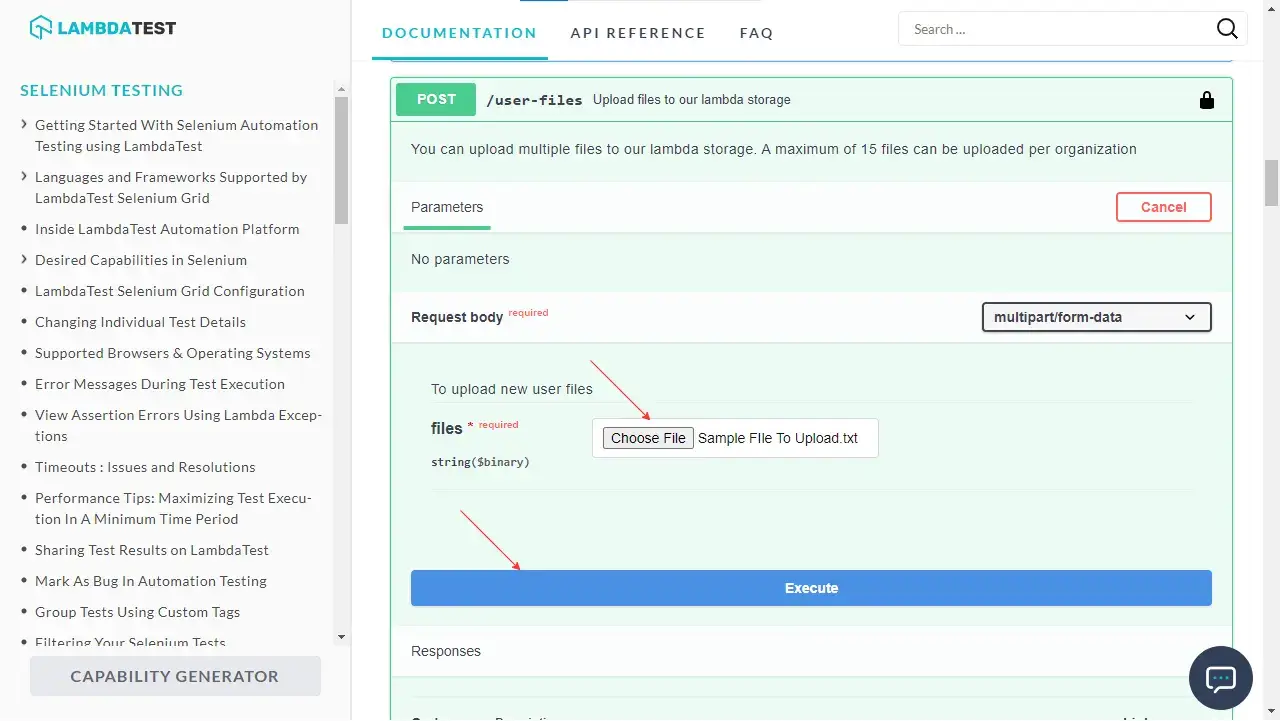 LAMBDATEST
DOCUMENTATION
API REFERENCE
FAQ
Search ...
SELENIUM TESTING
Getting Started With Selenium Automation
Testing using LambdaTest
Languages and Frameworks Supported by
LambdaTest Selenium Grid
Inside LambdaTest Automation Platform
Desired Capabilities in Selenium
LambdaTest Selenium Grid Configuration
Changing Individual Test Details
Supported Browsers & Operating Systems
Error Messages During Test Execution
View Assertion Errors Using Lambda Excep-
tions
Timeouts : Issues and Resolutions
Performance Tips: Maximizing Test Execu-
tion In A Minimum Time Period
Sharing Test Results on LambdaTest
Mark As Bug In Automation Testing
Group Tests Using Custom Tags
Filtering Your Selenium Tests
CAPABILITY GENERATOR
POST /user-files Upload files to our lambda storage
You can upload multiple files to our lambda storage. A maximum of 15 files can be uploaded per organization
Parameters
Cancel
No parameters
Request body required
multipart/form-data
To upload new user files
files * required
Choose File Sample FIle To Upload.txt
string($binary)
Execute
Responses